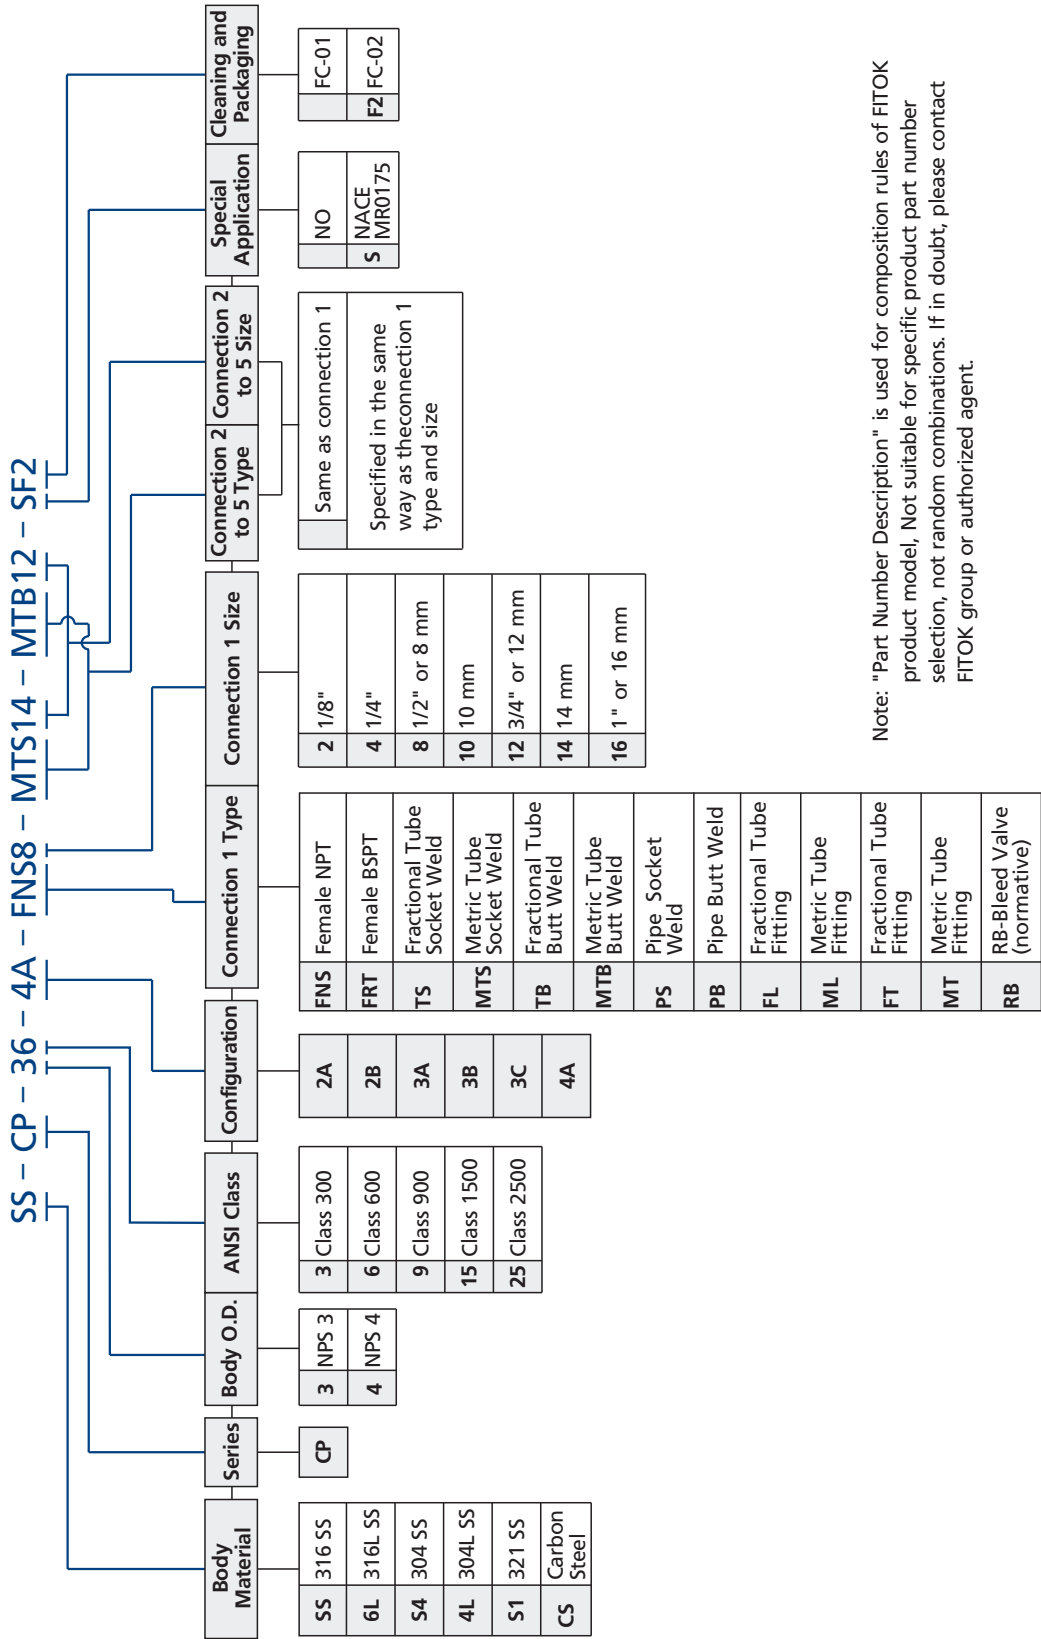 SS – CP – 36 – 4A – FNS8 – MTS14 – MTB12 – SF2
Body
Material
SS 316 SS
6L 316L SS
S4 304 SS
4L 304L SS
S1 321 SS
CS Carbon
Steel
Series
CP
Body O.D.
3 NPS 3
4 NPS 4
ANSI Class
3 Class 300
6 Class 600
9 Class 900
15 Class 1500
25 Class 2500
Configuration
2A
2B
3A
3B
3C
4A
Connection 1 Type
FNS Female NPT
FRT Female BSPT
TS Fractional Tube
Socket Weld
MTS Metric Tube
Socket Weld
TB Fractional Tube
Butt Weld
MTB Metric Tube
Butt Weld
PS Pipe Socket
Weld
PB Pipe Butt Weld
FL Fractional Tube
Fitting
ML Metric Tube
Fitting
FT Fractional Tube
Fitting
MT Metric Tube
Fitting
RB RB-Bleed Valve
(normative)
Connection 1 Size
2 1/8"
4 1/4"
8 1/2" or 8 mm
10 10 mm
12 3/4" or 12 mm
14 14 mm
16 1" or 16 mm
Connection 2
to 5 Type
Connection 2
to 5 Size
Same as connection 1
Specified in the same
way as theconnection 1
type and size
Special
Application
NO
S NACE
MR0175
Cleaning and
Packaging
FC-01
F2 FC-02
Note: "Part Number Description" is used for composition rules of FITOK
product model, Not suitable for specific product part number
selection, not random combinations. If in doubt, please contact
FITOK group or authorized agent.